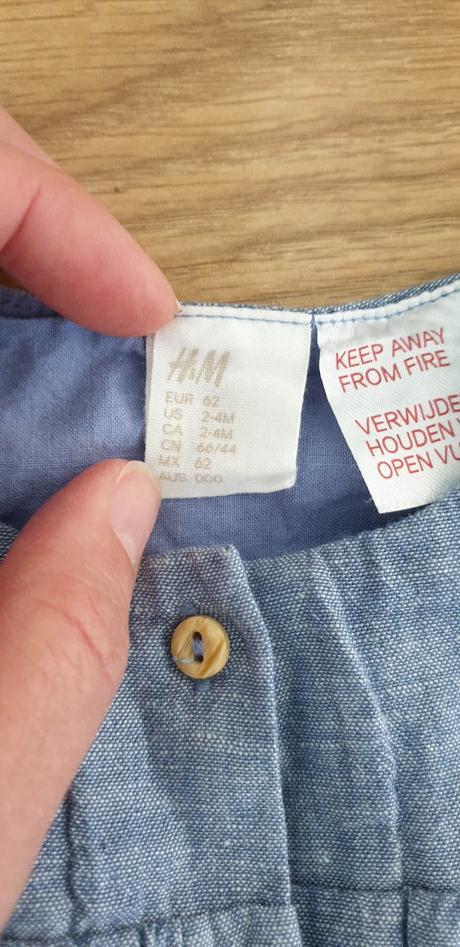 H&M
EUR 62
US 2-4M
CA 2-4M
CN 66/44
MX 62
AUS 000
KEEP AWAY
FROM FIRE
VERWIJDE
HOUDEN
OPEN VU